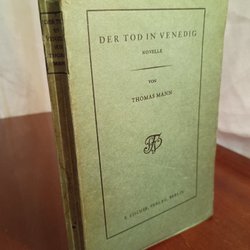 DER TOD IN VENEDIG
NOVELLE
VON
THOMAS MANN
S. FISCHER, VERLAG, BERLIN